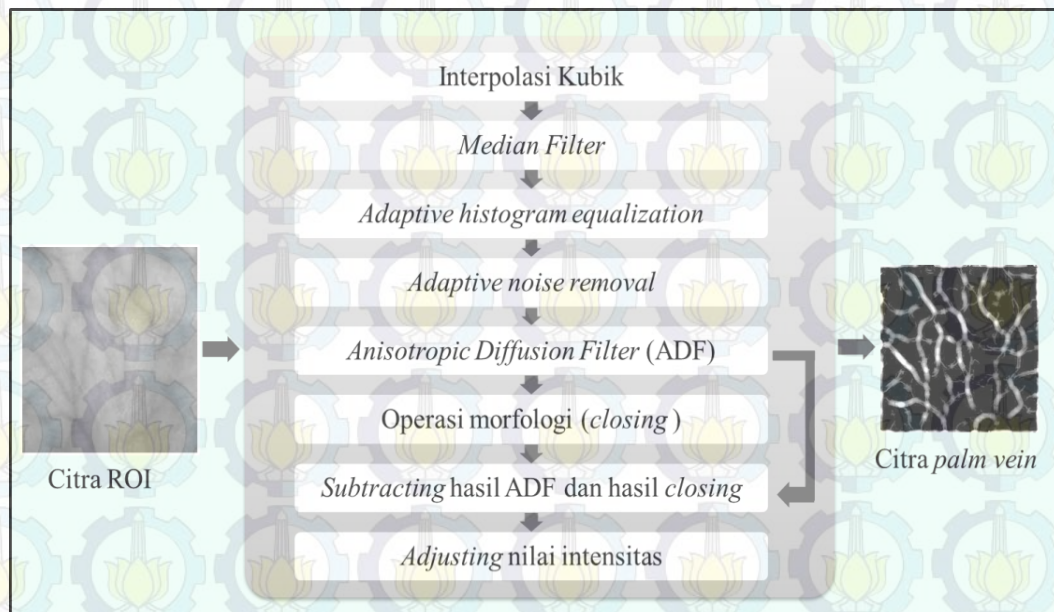 Interpolasi Kubik
Median Filter
Adaptive histogram equalization
Adaptive noise removal
Anisotropic Diffusion Filter (ADF)
Operasi morfologi (closing )
Subtracting hasil ADF dan hasil closing
Adjusting nilai intensitas
Citra ROI
Citra palm vein